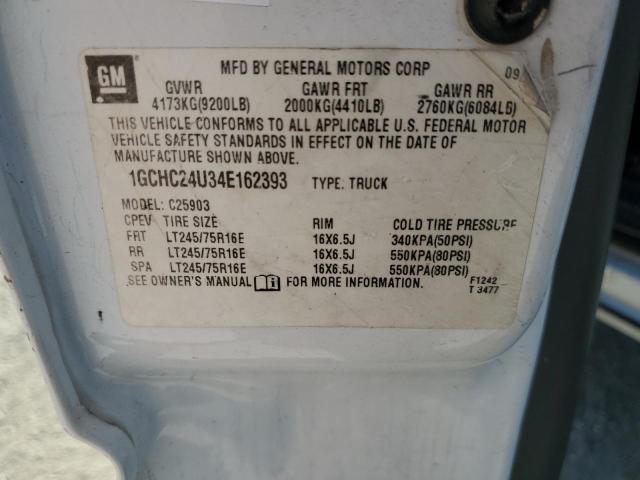 GM
MFD BY GENERAL MOTORS CORP 09
GVWR GAWR FRT GAWR RR
4173KG(9200LB) 2000KG(4410LB) 2760KG(6084LB)
THIS VEHICLE CONFORMS TO ALL APPLICABLE U.S. FEDERAL MOTOR
VEHICLE SAFETY STANDARDS IN EFFECT ON THE DATE OF
MANUFACTURE SHOWN ABOVE.
1GCHC24U34E162393 TYPE: TRUCK
MODEL: C25903
CPEV TIRE SIZE RIM COLD TIRE PRESSURE
FRT LT245/75R16E 16X6.5J 340KPA(50PSI)
RR LT245/75R16E 16X6.5J 550KPA(80PSI)
SPA LT245/75R16E 16X6.5J 550KPA(80PSI)
SEE OWNER'S MANUAL FOR MORE INFORMATION. F1242
T 3477